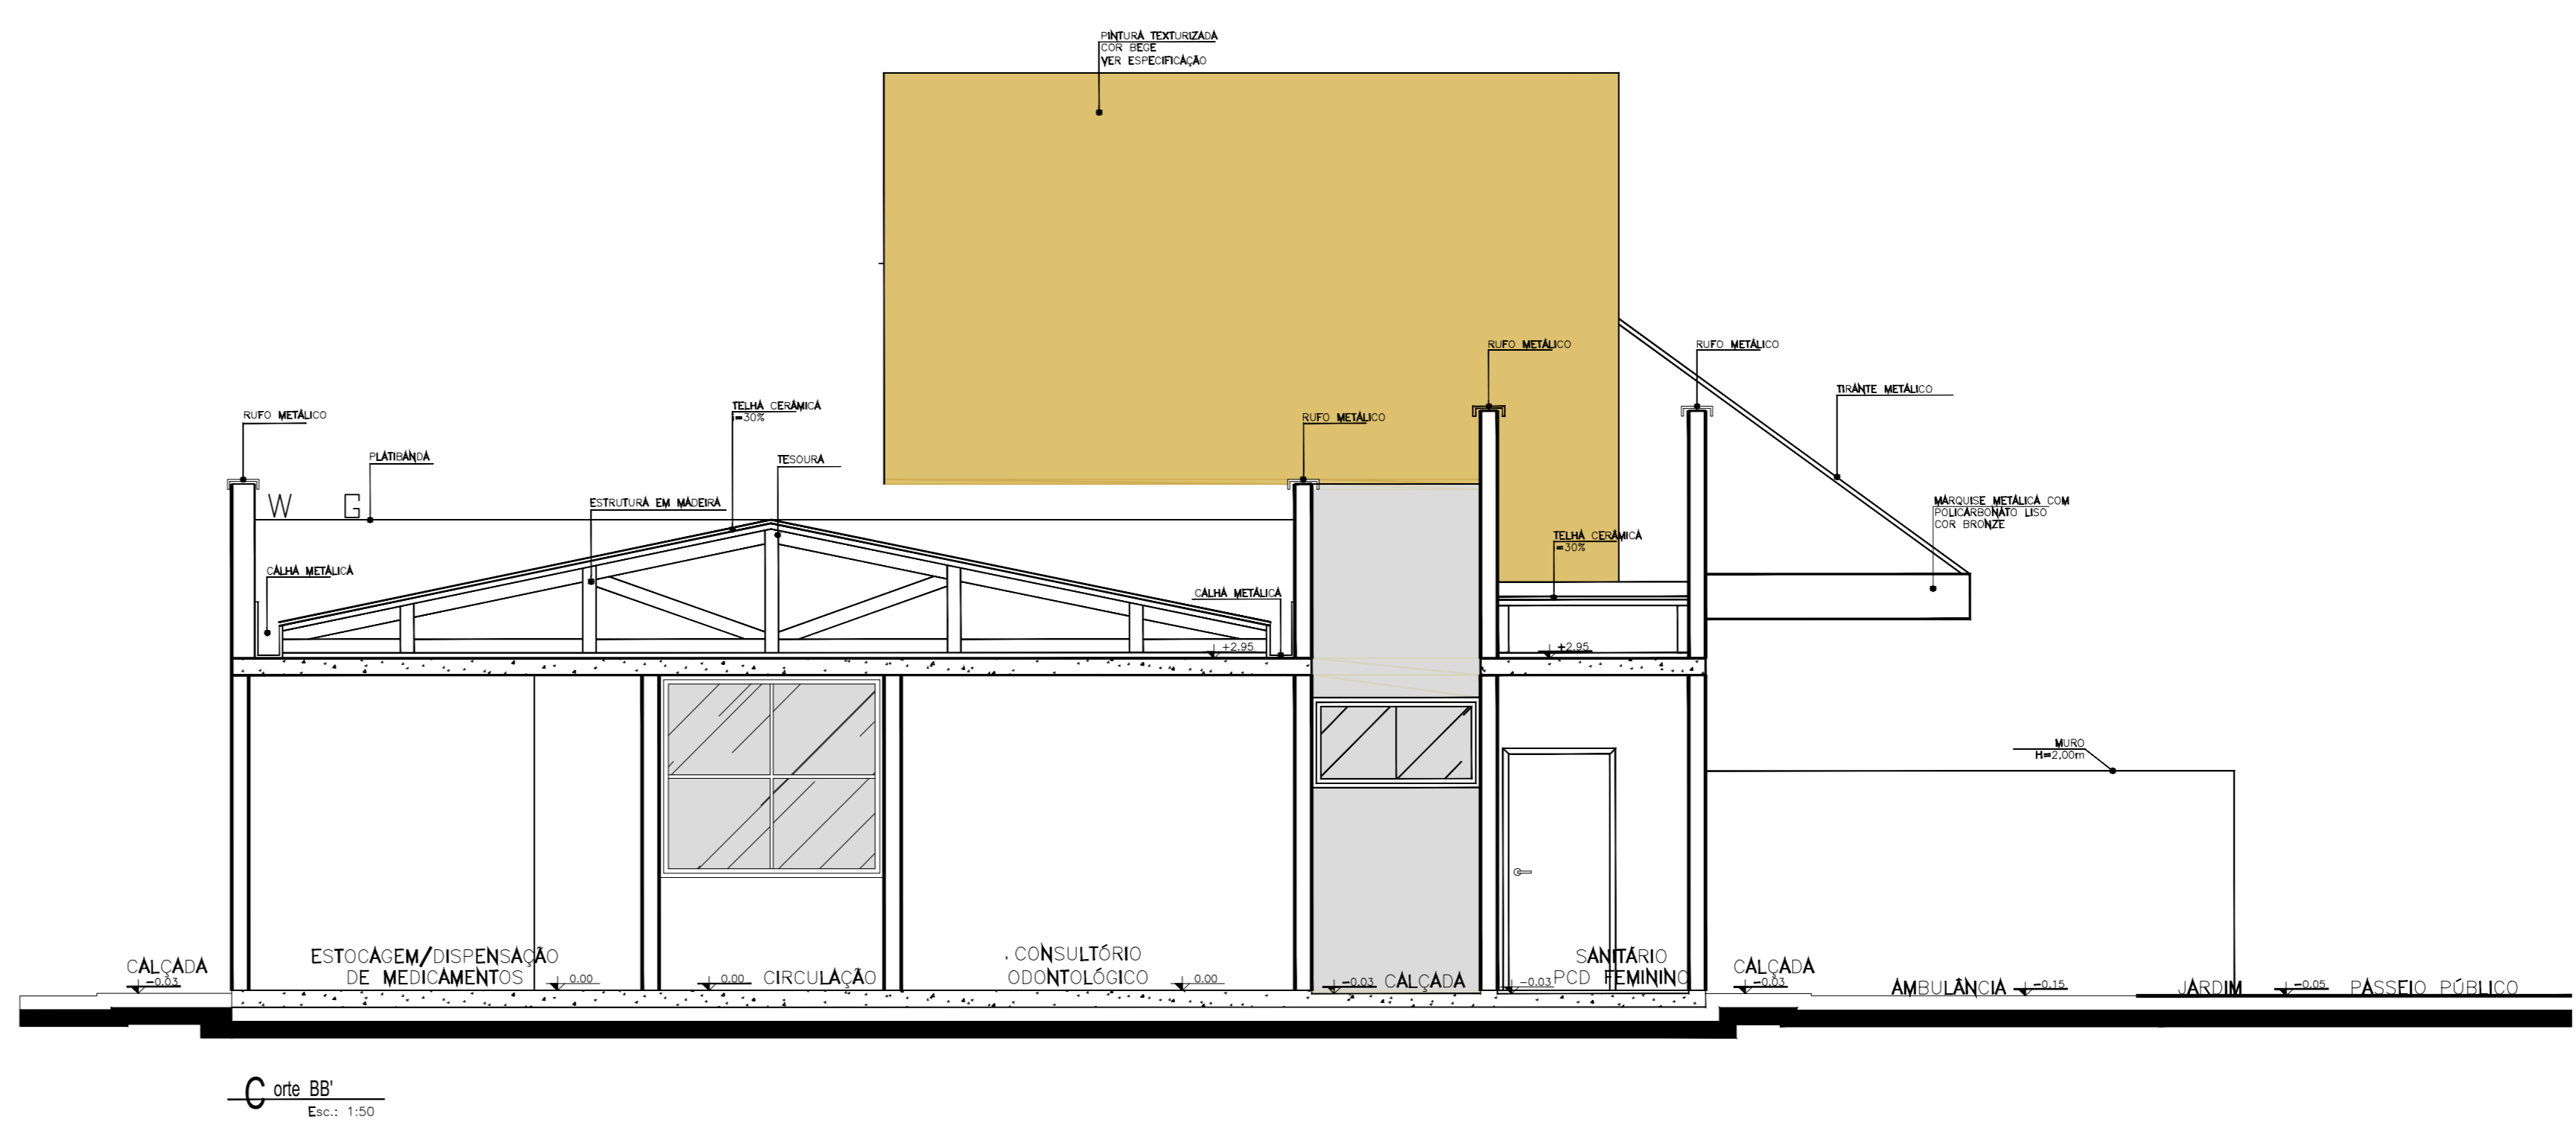 PINTURA TEXTURIZADA
COR BEGE
VER ESPECIFICAÇÃO
RUFO METÁLICO
RUFO METÁLICO
TIRANTE METÁLICO
RUFO METÁLICO
TELHA CERÂMICA
i=30%
RUFO METÁLICO
PLATIBANDA
TESOURA
W G
ESTRUTURA EM MADEIRA
MARQUISE METÁLICA COM
POLICARBONATO LISO
COR BRONZE
TELHA CERÂMICA
i=30%
CALHA METÁLICA
CALHA METÁLICA
+2.95
+2.95
MURO
H=2,00m
CALÇADA
-0.03
ESTOCAGEM/DISPENSAÇÃO
DE MEDICAMENTOS
0.00
0.00 CIRCULAÇÃO
CONSULTÓRIO
ODONTOLÓGICO
0.00
-0.03 CALÇADA
SANITÁRIO
PCD FEMININO
-0.03
CALÇADA
-0.03
AMBULÂNCIA -0.15
JARDIM
-0.05 PASSEIO PÚBLICO
Corte BB'
Esc.: 1:50